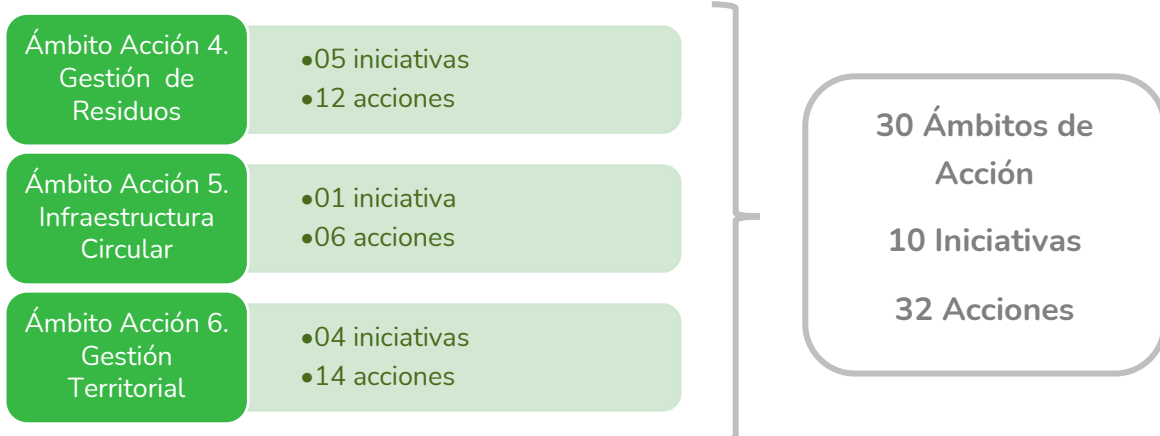 Ámbito Acción 4.
Gestión de
Residuos
•05 iniciativas
•12 acciones
Ámbito Acción 5.
Infraestructura
Circular
•01 iniciativa
•06 acciones
Ámbito Acción 6.
Gestión
Territorial
•04 iniciativas
•14 acciones
30 Ámbitos de
Acción
10 Iniciativas
32 Acciones